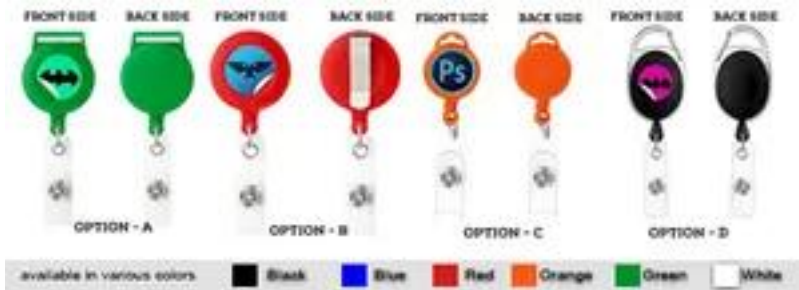 FRONT SIDE BACK SIDE FRONT SIDE BACK SIDE FRONT SIDE BACK SIDE FRONT SIDE BACK SIDE
Ps
OPTION - A OPTION - B OPTION - C OPTION - D
available in various colors Black Blue Red Orange Green White